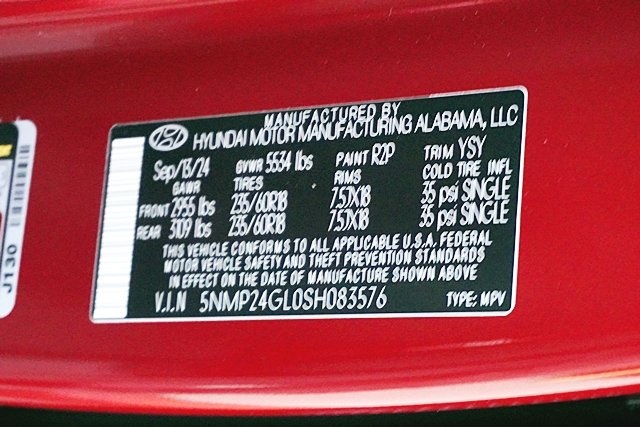 MANUFACTURED BY
HYUNDAI MOTOR MANUFACTURING ALABAMA, LLC
Sep/13/24 GVWR 5534 lbs PAINT R2P TRIM YSY
GAWR TIRES RIMS COLD TIRE INFL
FRONT 2955 lbs 235/60R18 7.5JX18 35 psi SINGLE
REAR 3109 lbs 235/60R18 7.5JX18 35 psi SINGLE
THIS VEHICLE CONFORMS TO ALL APPLICABLE U.S.A. FEDERAL
MOTOR VEHICLE SAFETY AND THEFT PREVENTION STANDARDS
IN EFFECT ON THE DATE OF MANUFACTURE SHOWN ABOVE
V.I.N 5NMP24GL0SH083576 TYPE: MPV
J130